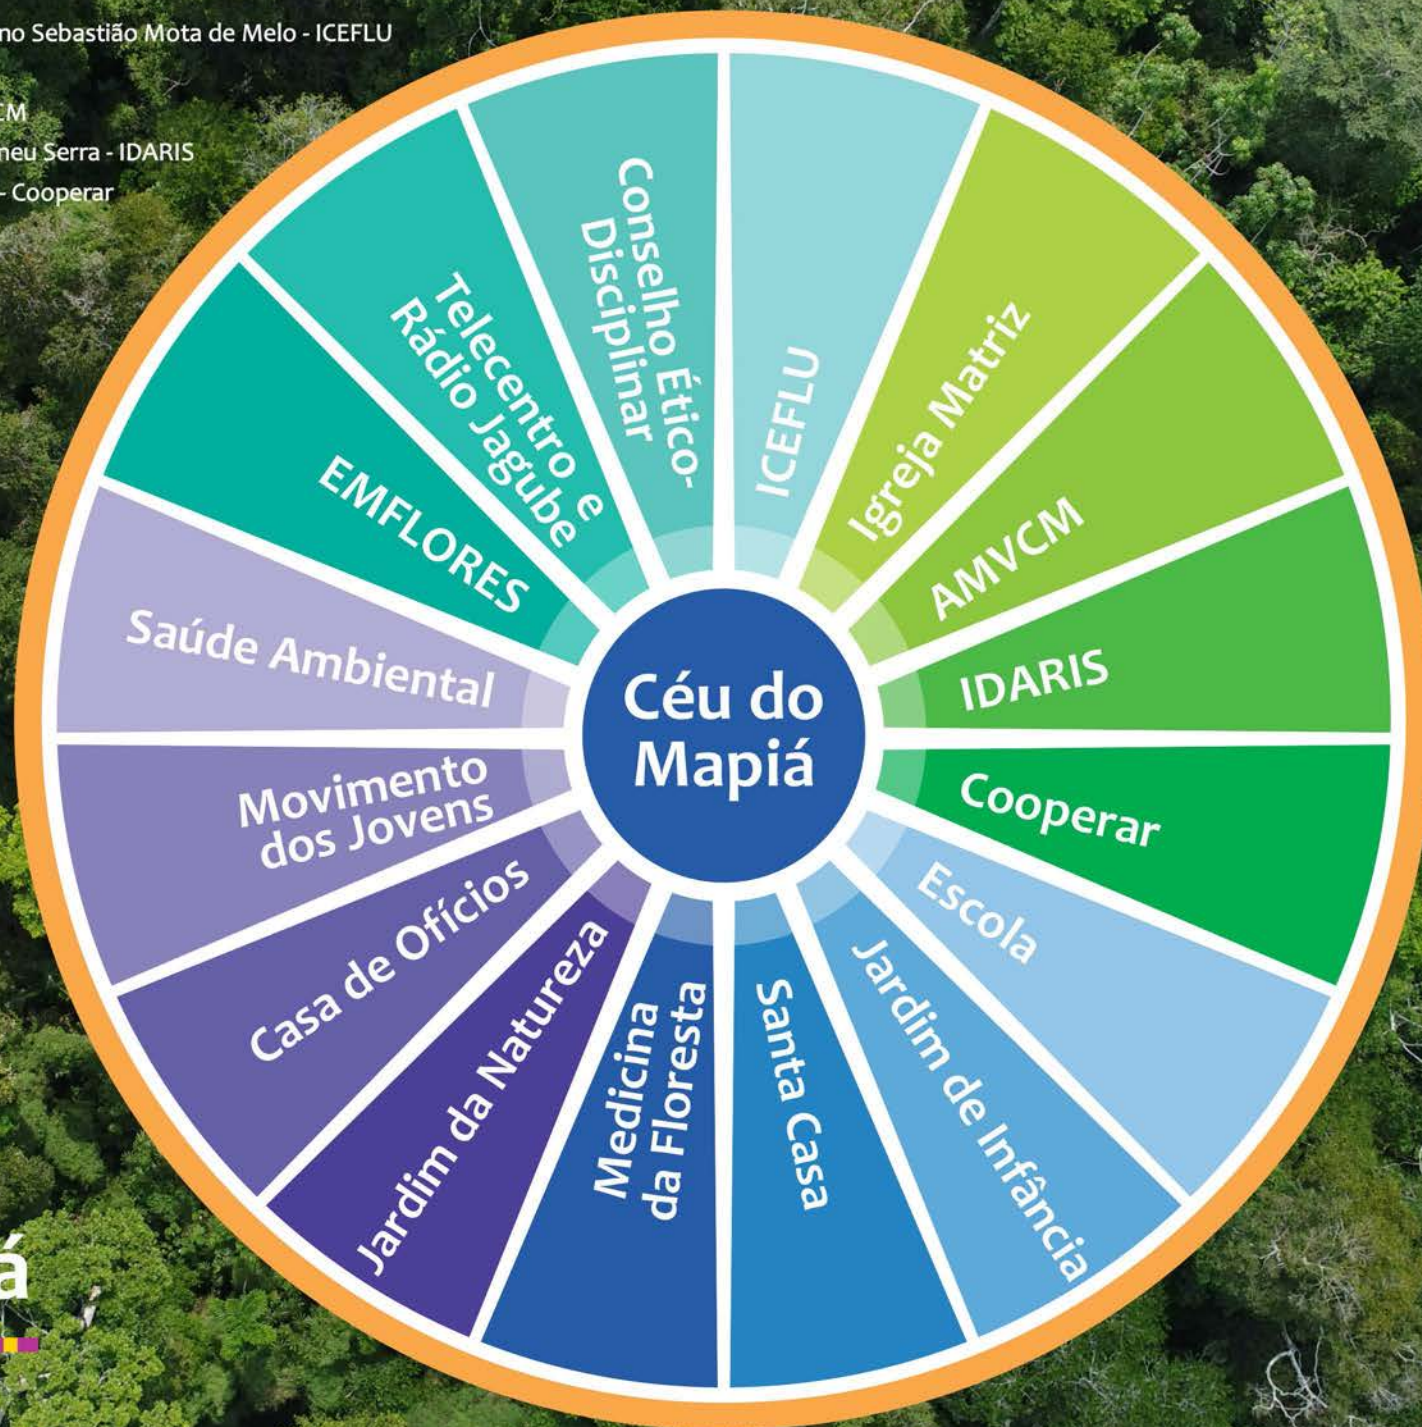 no Sebastião Mota de Melo - ICEFLU
CM
neu Serra - IDARIS
- Cooperar
ICEFLU
Igreja Matriz
AMVCM
IDARIS
Cooperar
Escola
Jardim de Infância
Santa Casa
Medicina
da Floresta
Jardim da Natureza
Casa de Ofícios
Movimento
dos Jovens
Saúde Ambiental
EMFLORES
Telecentro e
Rádio Jagube
Conselho Ético-
Disciplinar
Céu do
Mapiá
á